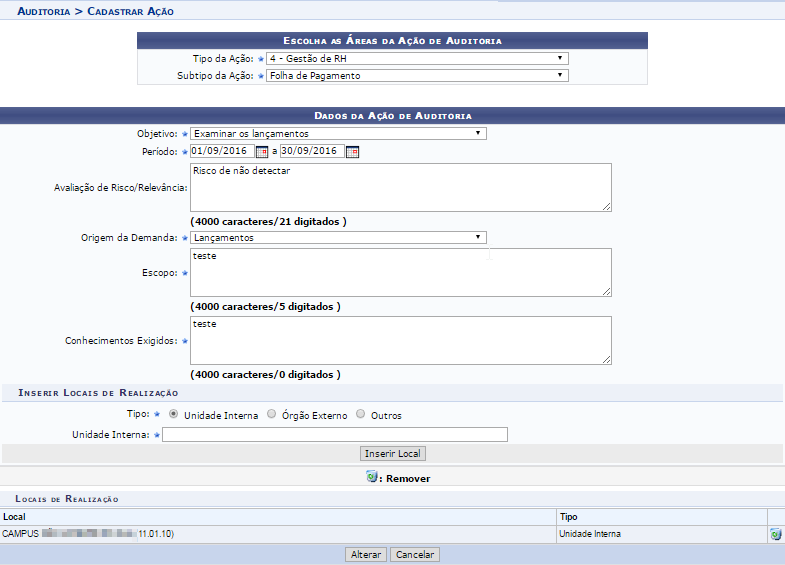 Auditoria > Cadastrar Ação
Escolha as Áreas da Ação de Auditoria
Tipo da Ação: 4 - Gestão de RH
Subtipo da Ação: Folha de Pagamento
Dados da Ação de Auditoria
Objetivo: Examinar os lançamentos
Período: 01/09/2016 a 30/09/2016
Risco de não detectar
Avaliação de Risco/Relevância:
(4000 caracteres/21 digitados )
Origem da Demanda: Lançamentos
teste
Escopo:
(4000 caracteres/5 digitados )
teste
Conhecimentos Exigidos:
(4000 caracteres/0 digitados )
Inserir Locais de Realização
Tipo: Unidade Interna Órgão Externo Outros
Unidade Interna:
Inserir Local
: Remover
Locais de Realização
Local Tipo
CAMPUS 11.01.10) Unidade Interna
Alterar Cancelar